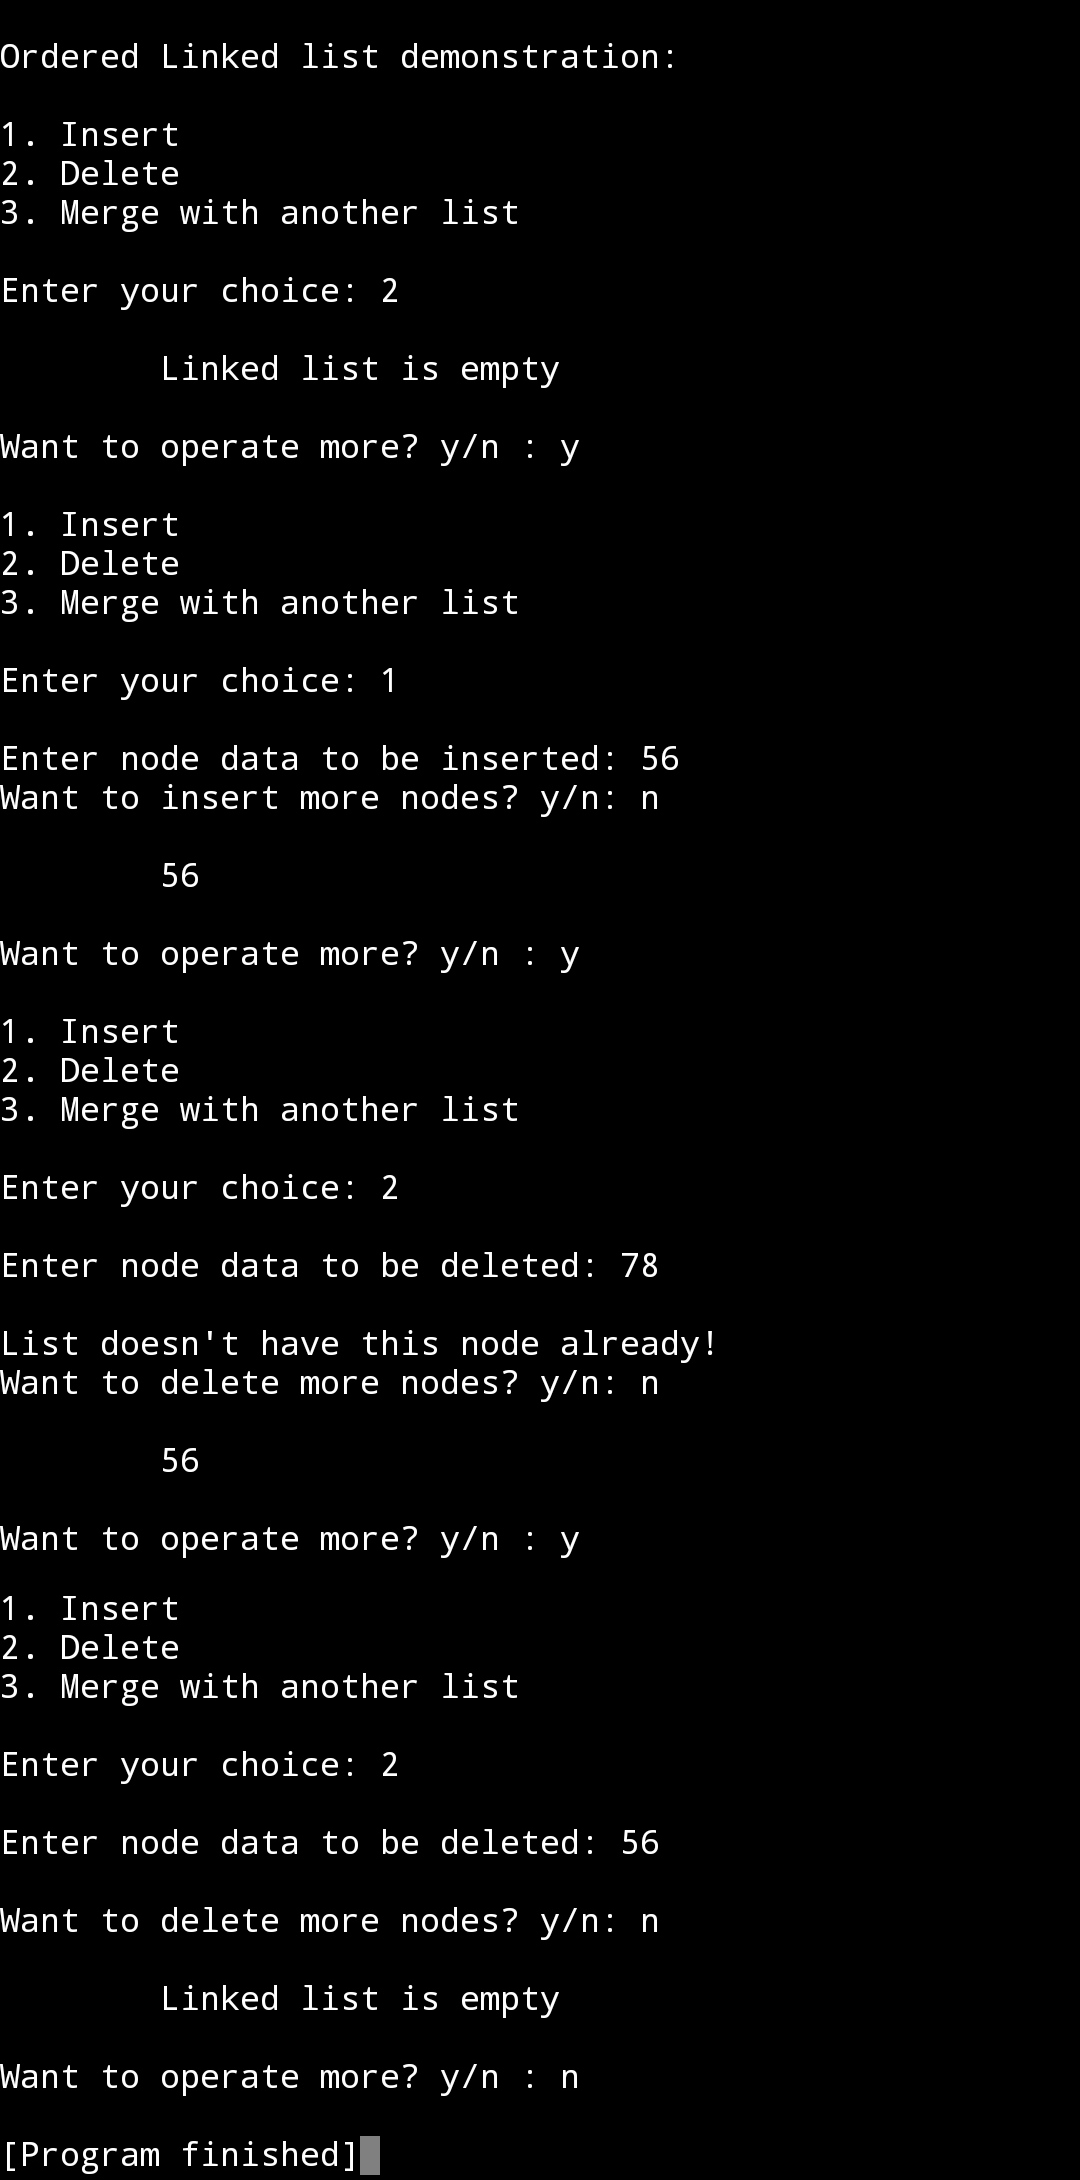 Ordered Linked list demonstration:
1. Insert
2. Delete
3. Merge with another list
Enter your choice: 2
Linked list is empty
Want to operate more? y/n : y
1. Insert
2. Delete
3. Merge with another list
Enter your choice: 1
Enter node data to be inserted: 56
Want to insert more nodes? y/n: n
56
Want to operate more? y/n : y
1. Insert
2. Delete
3. Merge with another list
Enter your choice: 2
Enter node data to be deleted: 78
List doesn't have this node already!
Want to delete more nodes? y/n: n
56
Want to operate more? y/n : y
1. Insert
2. Delete
3. Merge with another list
Enter your choice: 2
Enter node data to be deleted: 56
Want to delete more nodes? y/n: n
Linked list is empty
Want to operate more? y/n : n
[Program finished]